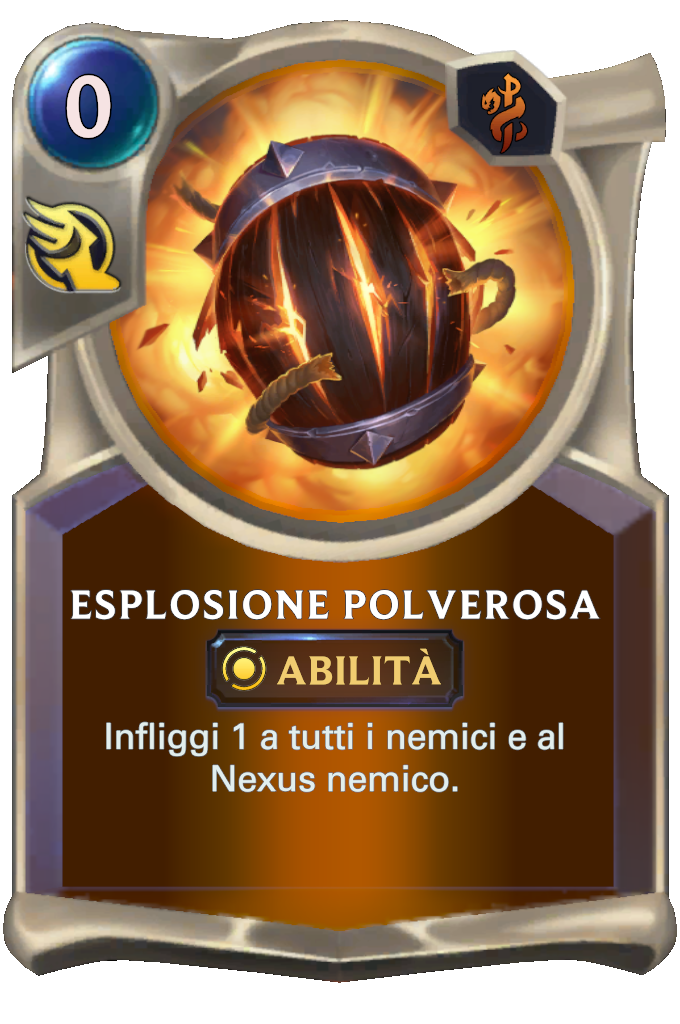 0
ESPLOSIONE POLVEROSA
ABILITÀ
Infliggi 1 a tutti i nemici e al
Nexus nemico.